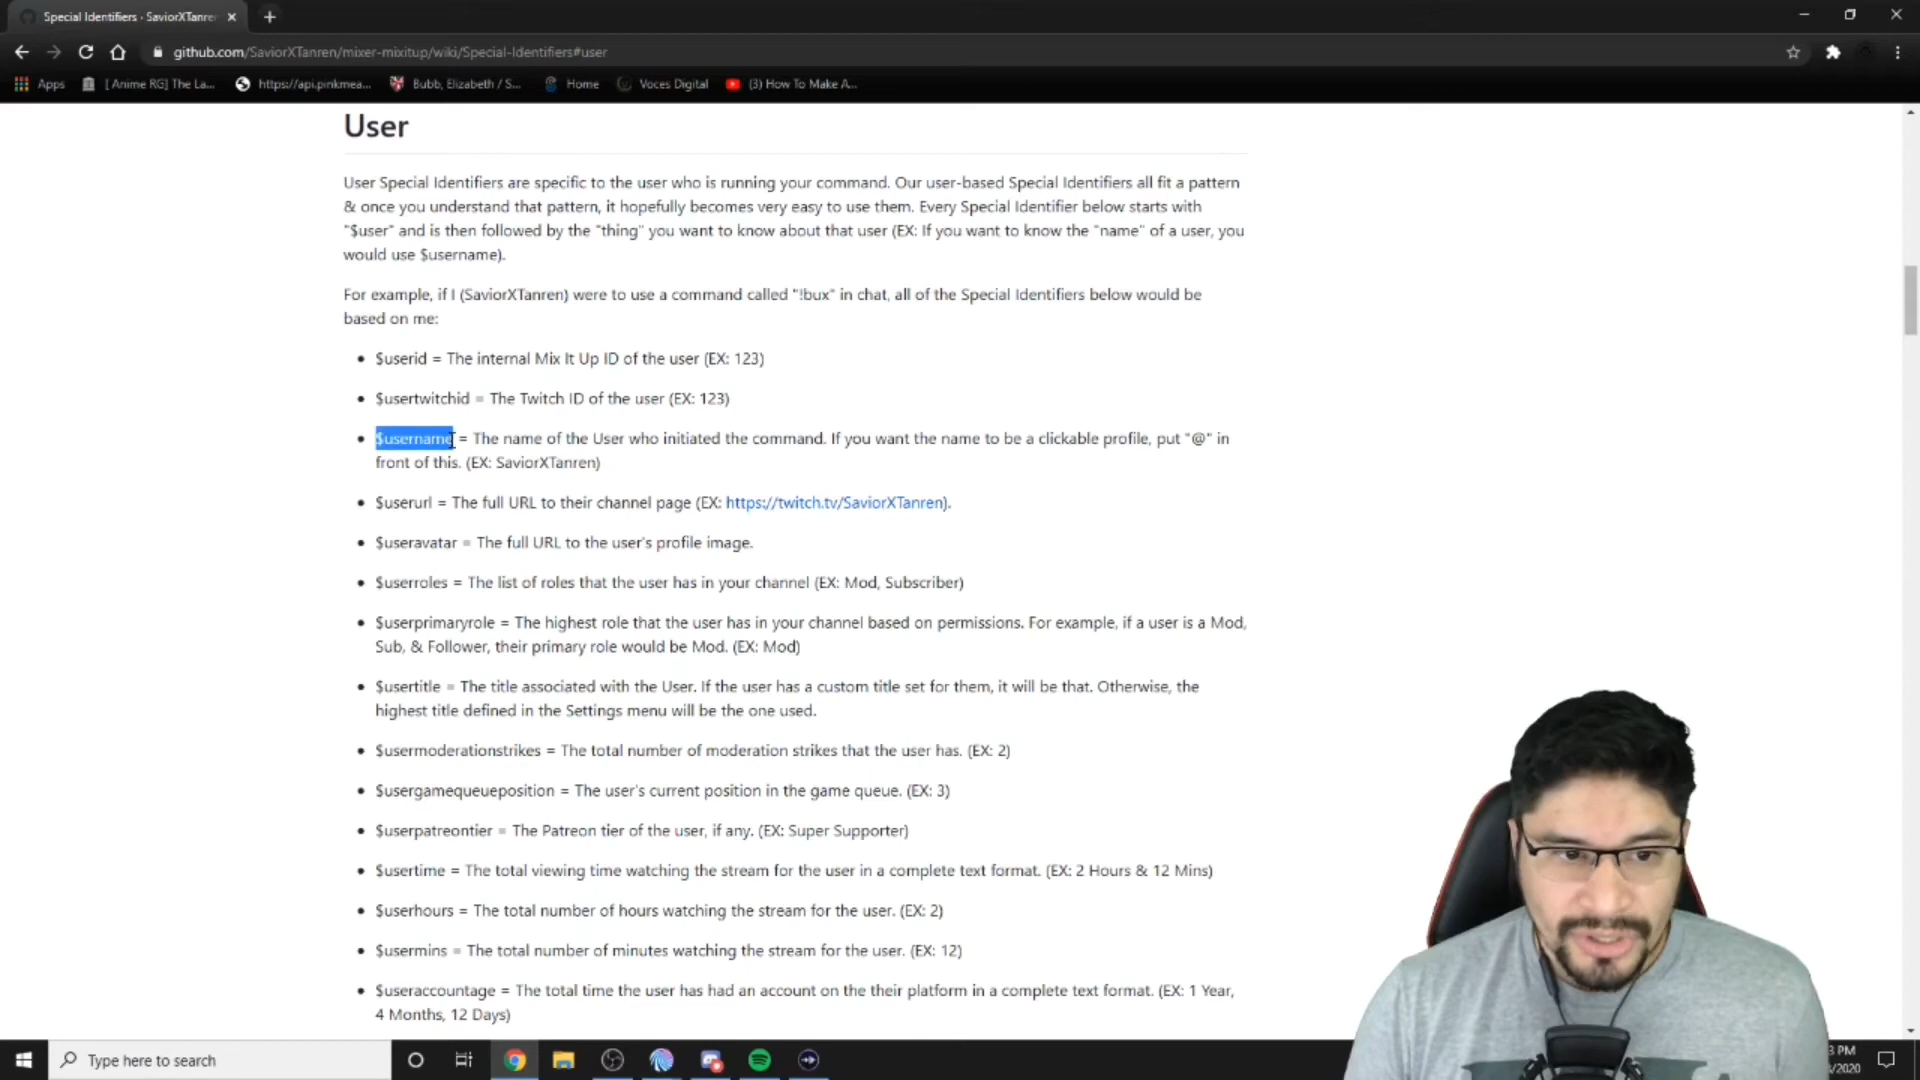 Special Identifiers · SaviorXTanre
github.com/SaviorXTanren/mixer-mixitup/wiki/Special-Identifiers#user
Apps [ Anime RG] The La... https://api.pinkmea... Bubb, Elizabeth / S... Home Voces Digital (3) How To Make A...
User
User Special Identifiers are specific to the user who is running your command. Our user-based Special Identifiers all fit a pattern
& once you understand that pattern, it hopefully becomes very easy to use them. Every Special Identifier below starts with
"$user" and is then followed by the "thing" you want to know about that user (EX: If you want to know the "name" of a user, you
would use $username).
For example, if I (SaviorXTanren) were to use a command called "!bux" in chat, all of the Special Identifiers below would be
based on me:
• $userid = The internal Mix It Up ID of the user (EX: 123)
• $usertwitchid = The Twitch ID of the user (EX: 123)
• $username = The name of the User who initiated the command. If you want the name to be a clickable profile, put "@" in
front of this. (EX: SaviorXTanren)
• $userurl = The full URL to their channel page (EX: https://twitch.tv/SaviorXTanren).
• $useravatar = The full URL to the user's profile image.
• $userroles = The list of roles that the user has in your channel (EX: Mod, Subscriber)
• $userprimaryrole = The highest role that the user has in your channel based on permissions. For example, if a user is a Mod,
Sub, & Follower, their primary role would be Mod. (EX: Mod)
• $usertitle = The title associated with the User. If the user has a custom title set for them, it will be that. Otherwise, the
highest title defined in the Settings menu will be the one used.
• $usermoderationstrikes = The total number of moderation strikes that the user has. (EX: 2)
• $usergamequeueposition = The user's current position in the game queue. (EX: 3)
• $userpatreontier = The Patreon tier of the user, if any. (EX: Super Supporter)
• $usertime = The total viewing time watching the stream for the user in a complete text format. (EX: 2 Hours & 12 Mins)
• $userhours = The total number of hours watching the stream for the user. (EX: 2)
• $usermins = The total number of minutes watching the stream for the user. (EX: 12)
• $useraccountage = The total time the user has had an account on the their platform in a complete text format. (EX: 1 Year,
4 Months, 12 Days)
Type here to search
3 PM
/2020